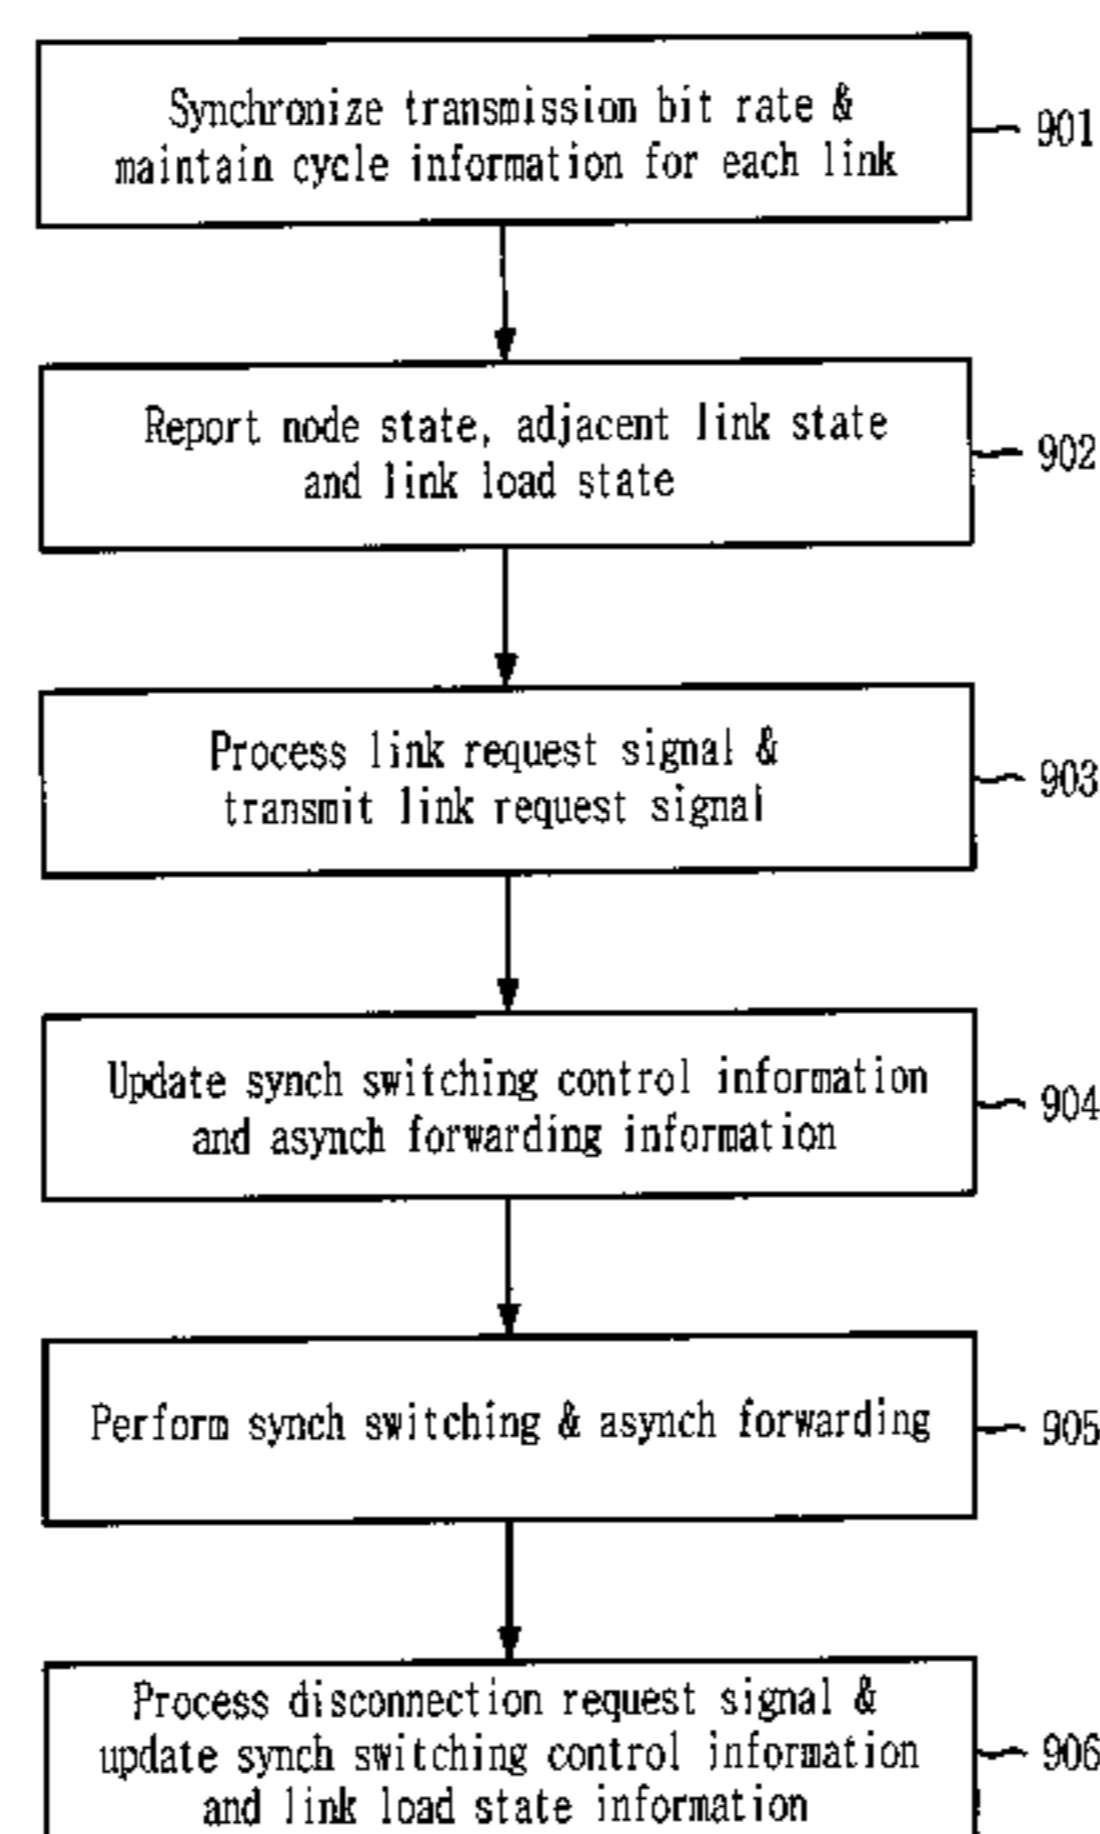 Synchronize transmission bit rate &
maintain cycle information for each link
901
Report node state, adjacent link state
and link load state
902
Process link request signal &
transmit link request signal
903
Update synch switching control information
and asynch forwarding information
904
Perform synch switching & asynch forwarding
905
Process disconnection request signal &
update synch switching control information
and link load state information
906